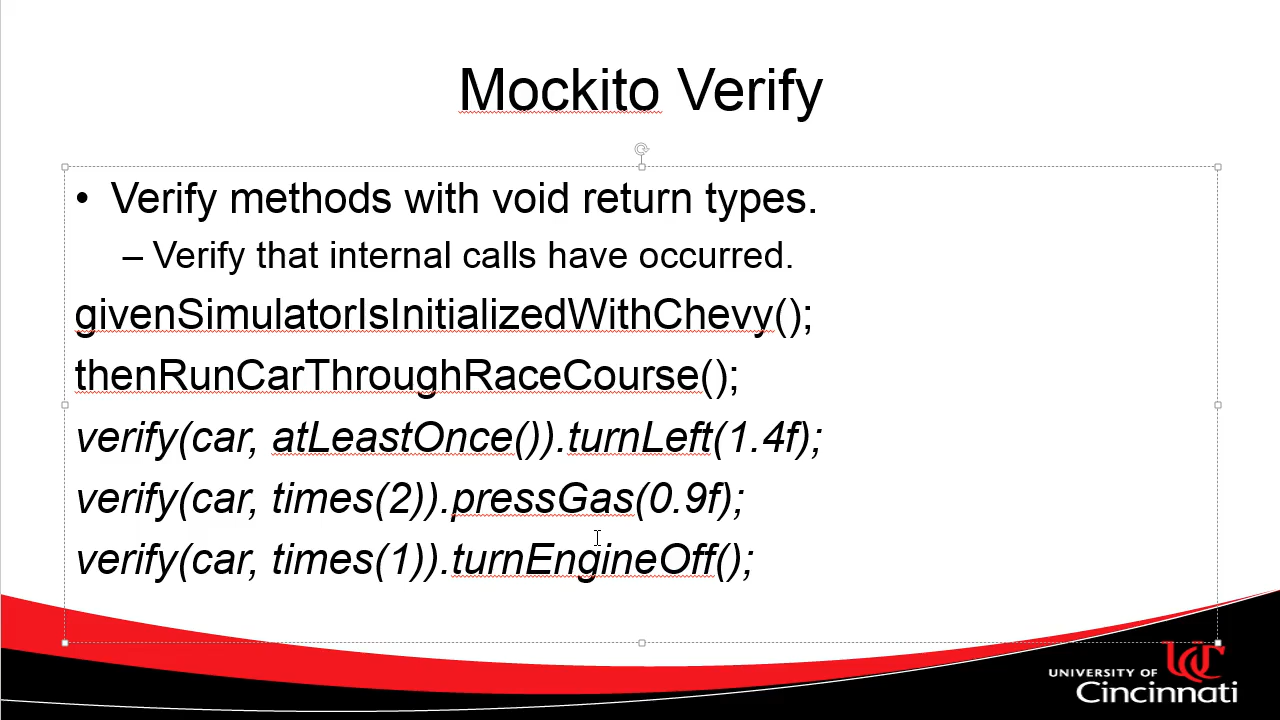 Mockito Verify
• Verify methods with void return types.
– Verify that internal calls have occurred.
givenSimulatorIsInitializedWithChevy();
thenRunCarThroughRaceCourse();
verify(car, atLeastOnce()).turnLeft(1.4f);
verify(car, times(2)).pressGas(0.9f);
verify(car, times(1)).turnEngineOff();
UC
UNIVERSITY OF
Cincinnati